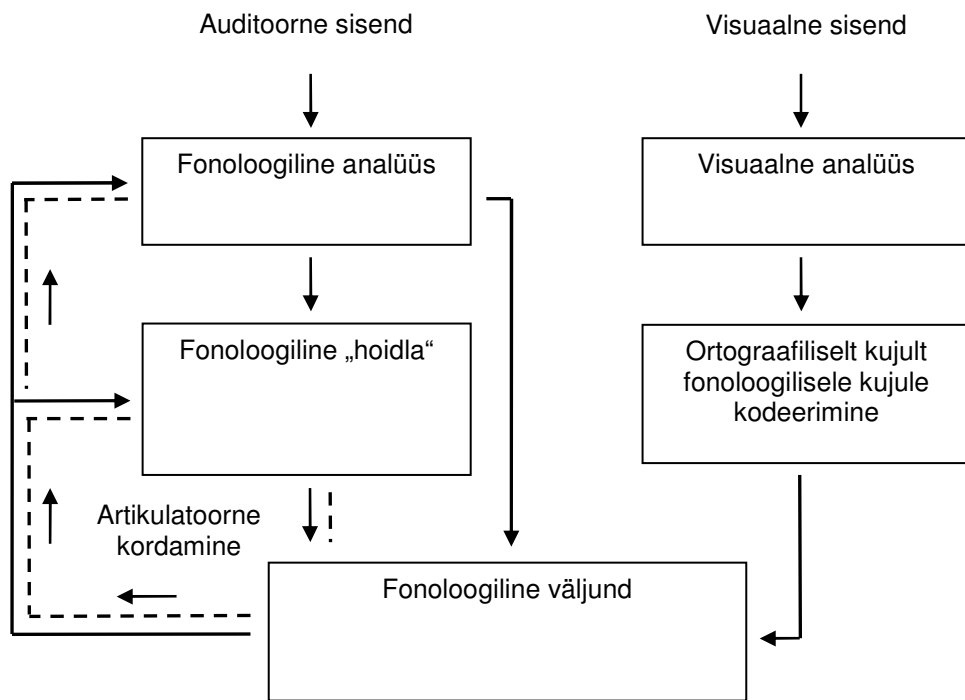 Auditoorne sisend
Visuaalne sisend
Fonoloogiline analüüs
Visuaalne analüüs
Fonoloogiline „hoidla“
Ortograafiliselt kujult
fonoloogilisele kujule
kodeerimine
Artikulatoorne
kordamine
Fonoloogiline väljund